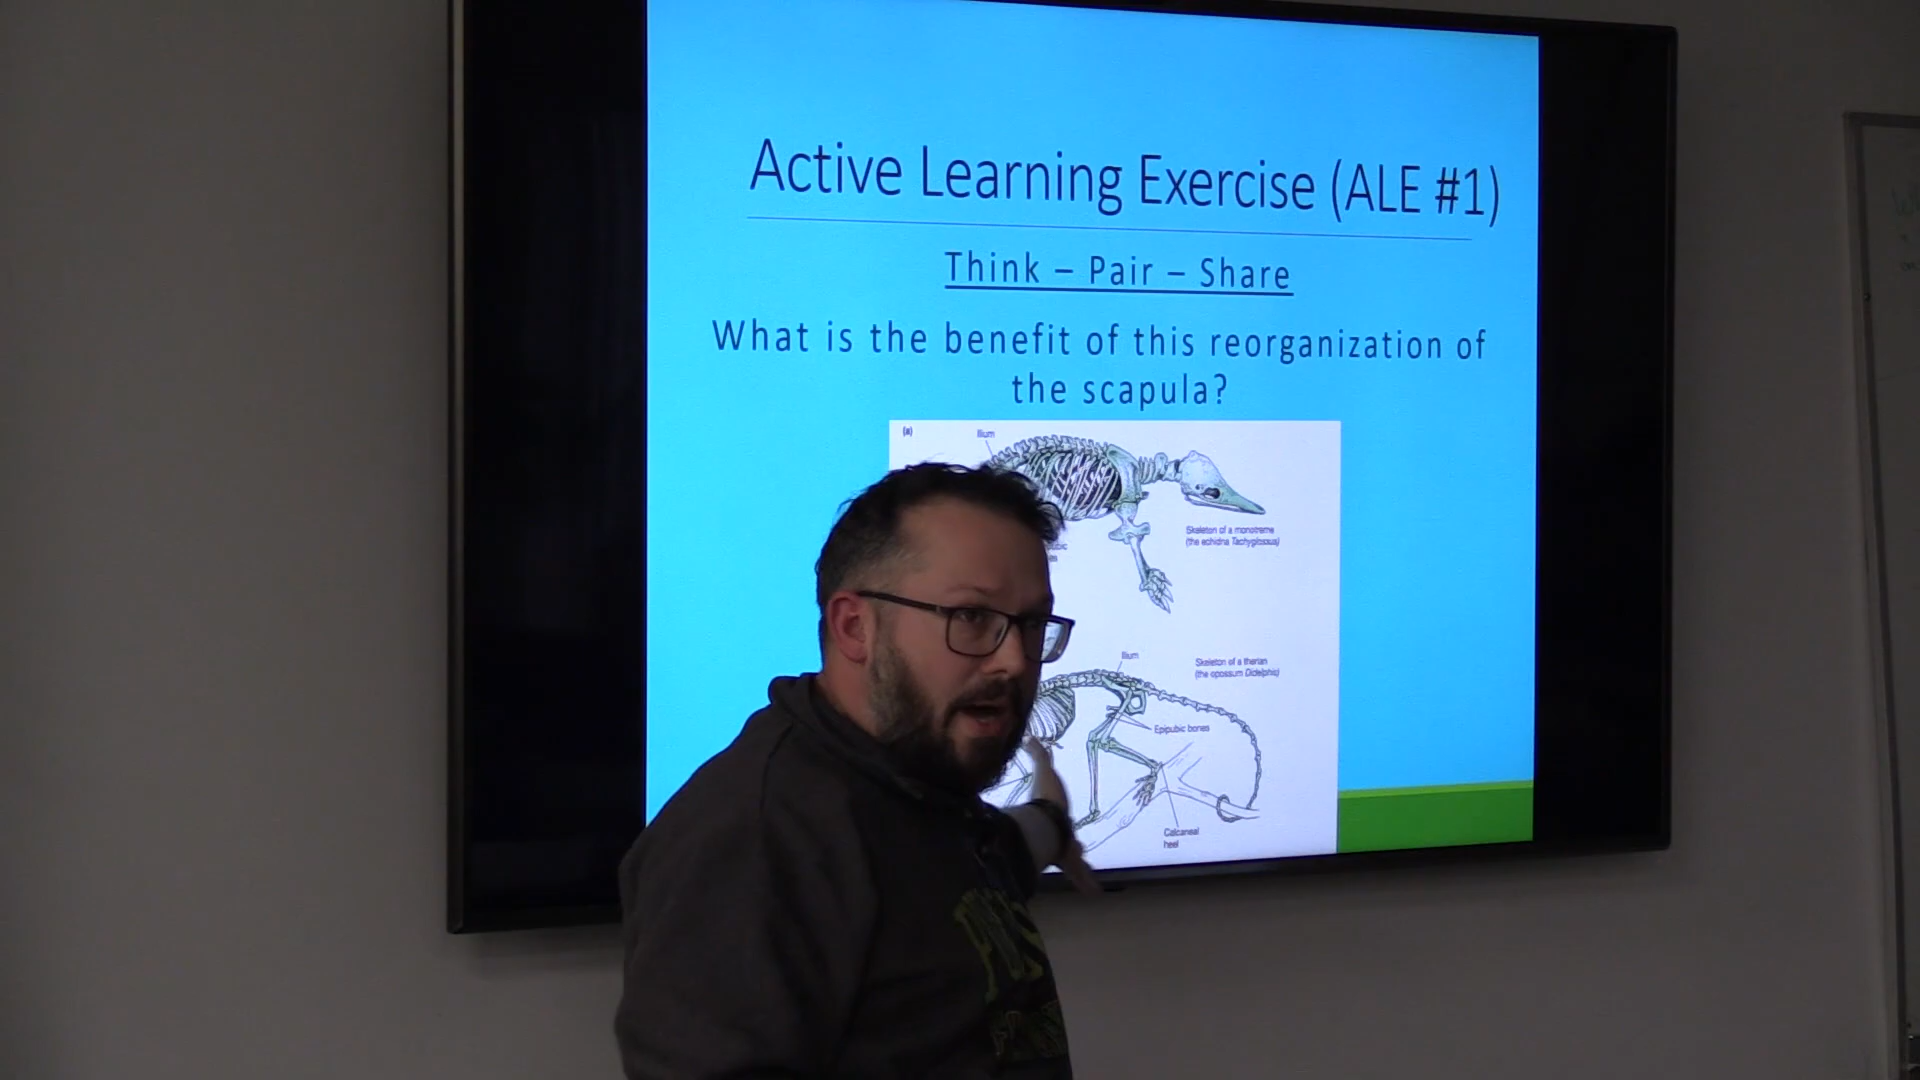 Active Learning Exercise (ALE #1)
Think – Pair – Share
What is the benefit of this reorganization of
the scapula?
(a)
Ilium
Skeleton of a monotreme
(the echidna Tachyglossus)
Ilium
Skeleton of a therian
(the opossum Didelphis)
Epipubic bones
Calcaneal
heel